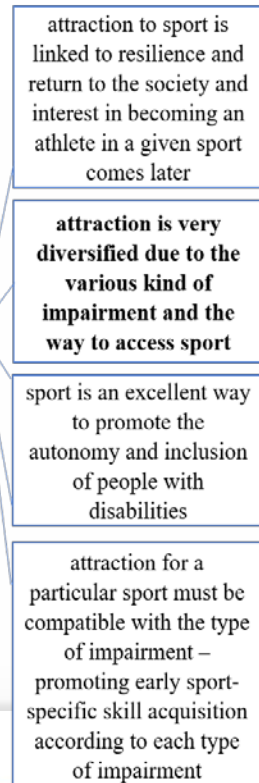 attraction to sport is
linked to resilience and
return to the society and
interest in becoming an
athlete in a given sport
comes later
attraction is very
diversified due to the
various kind of
impairment and the
way to access sport
sport is an excellent way
to promote the
autonomy and inclusion
of people with
disabilities
attraction for a
particular sport must be
compatible with the type
of impairment –
promoting early sport-
specific skill acquisition
according to each type
of impairment